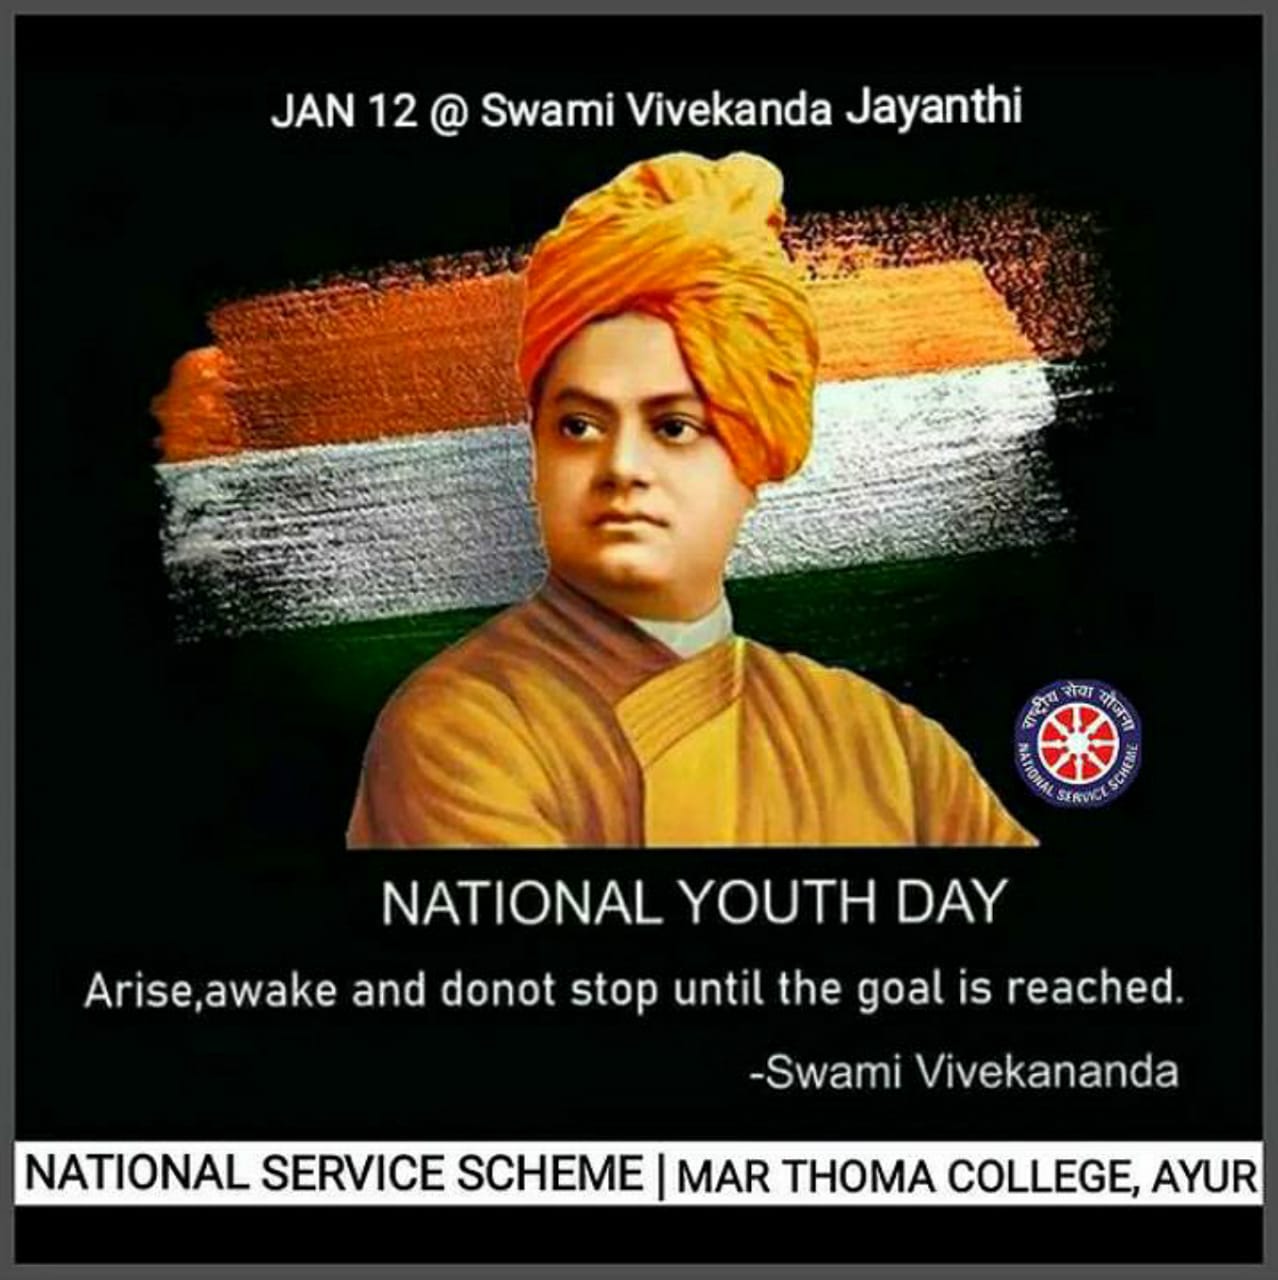 JAN 12 @ Swami Vivekanda Jayanthi
राष्ट्रीय सेवा योजना
NATIONAL SERVICE SCHEME
NATIONAL YOUTH DAY
Arise,awake and donot stop until the goal is reached.
-Swami Vivekananda
NATIONAL SERVICE SCHEME | MAR THOMA COLLEGE, AYUR